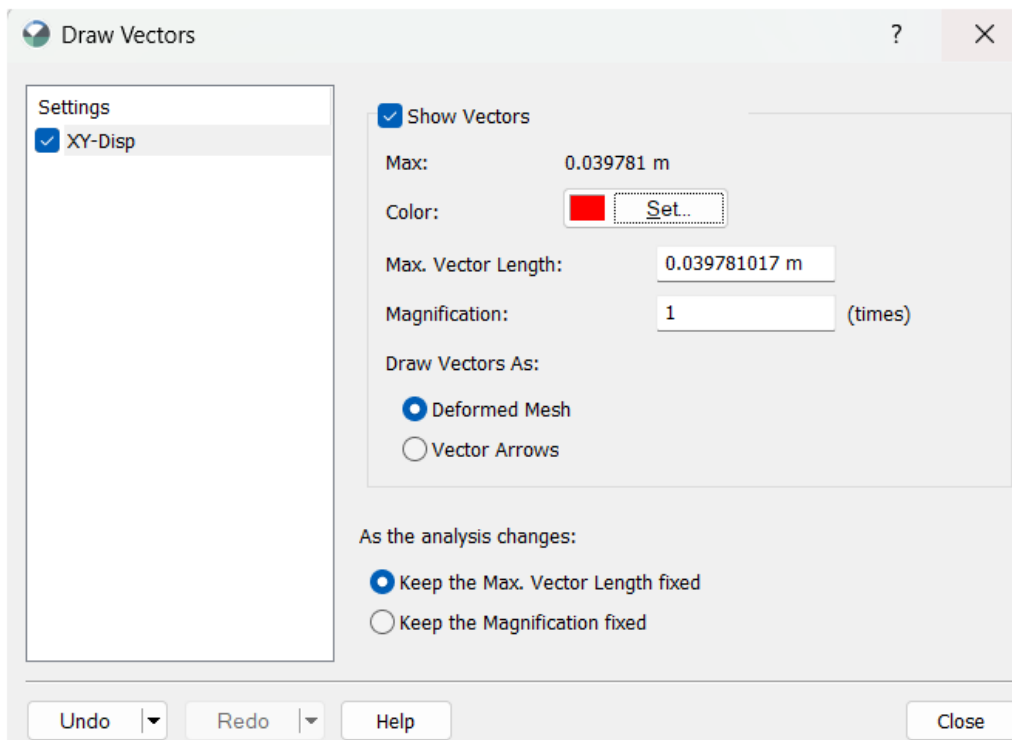 Draw Vectors ?
Settings
XY-Disp
Show Vectors
Max: 0.039781 m
Color: Set..
Max. Vector Length: 0.039781017 m
Magnification: 1 (times)
Draw Vectors As:
Deformed Mesh
Vector Arrows
As the analysis changes:
Keep the Max. Vector Length fixed
Keep the Magnification fixed
Undo Redo Help Close